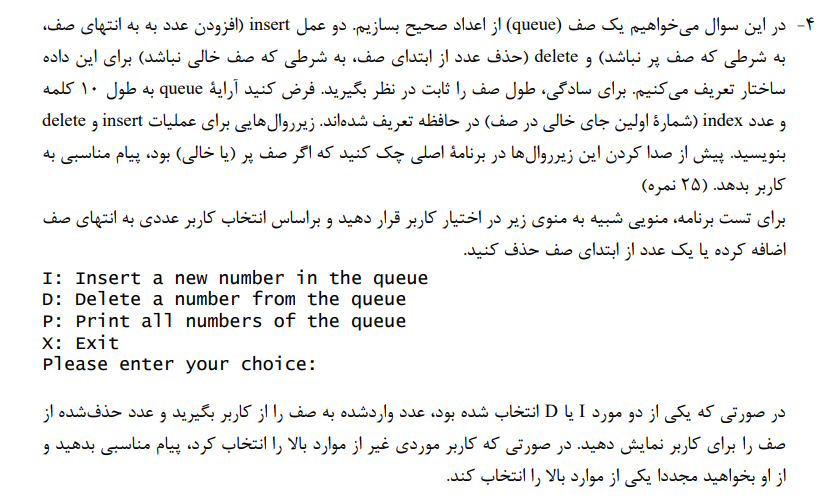 ۴- در این سوال می‌خواهیم یک صف (queue) از اعداد صحیح بسازیم. دو عمل insert (افزودن عدد به به انتهای صف،
به شرطی که صف پر نباشد) و delete (حذف عدد از ابتدای صف، به شرطی که صف خالی نباشد) برای این داده
ساختار تعریف می‌کنیم. برای سادگی، طول صف را ثابت در نظر بگیرید. فرض کنید آرایهٔ queue به طول ۱۰ کلمه
و عدد index (شمارهٔ اولین جای خالی در صف) در حافظه تعریف شده‌اند. زیرروال‌هایی برای عملیات insert و delete
بنویسید. پیش از صدا کردن این زیرروال‌ها در برنامهٔ اصلی چک کنید که اگر صف پر (یا خالی) بود، پیام مناسبی به
کاربر بدهد. (۲۵ نمره)
برای تست برنامه، منویی شبیه به منوی زیر در اختیار کاربر قرار دهید و براساس انتخاب کاربر عددی به انتهای صف
اضافه کرده یا یک عدد از ابتدای صف حذف کنید.
I: Insert a new number in the queue
D: Delete a number from the queue
P: Print all numbers of the queue
X: Exit
Please enter your choice:
در صورتی که یکی از دو مورد I یا D انتخاب شده بود، عدد واردشده به صف را از کاربر بگیرید و عدد حذف‌شده از
صف را برای کاربر نمایش دهید. در صورتی که کاربر موردی غیر از موارد بالا را انتخاب کرد، پیام مناسبی بدهید و
از او بخواهید مجددا یکی از موارد بالا را انتخاب کند.